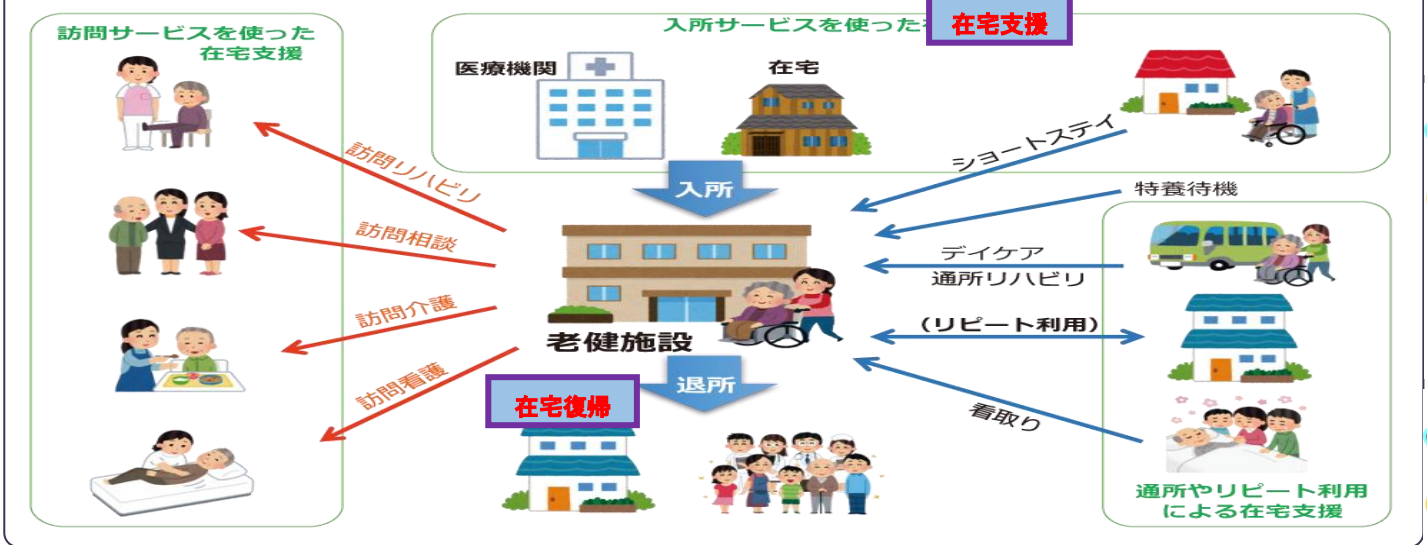 訪問サービスを使った
在宅支援
入所サービスを使った
在宅支援
医療機関
在宅
ショートステイ
特養待機
入所
訪問リハビリ
訪問相談
訪問介護
訪問看護
デイケア
通所リハビリ
(リピート利用)
看取り
老健施設
退所
在宅復帰
通所やリピート利用
による在宅支援